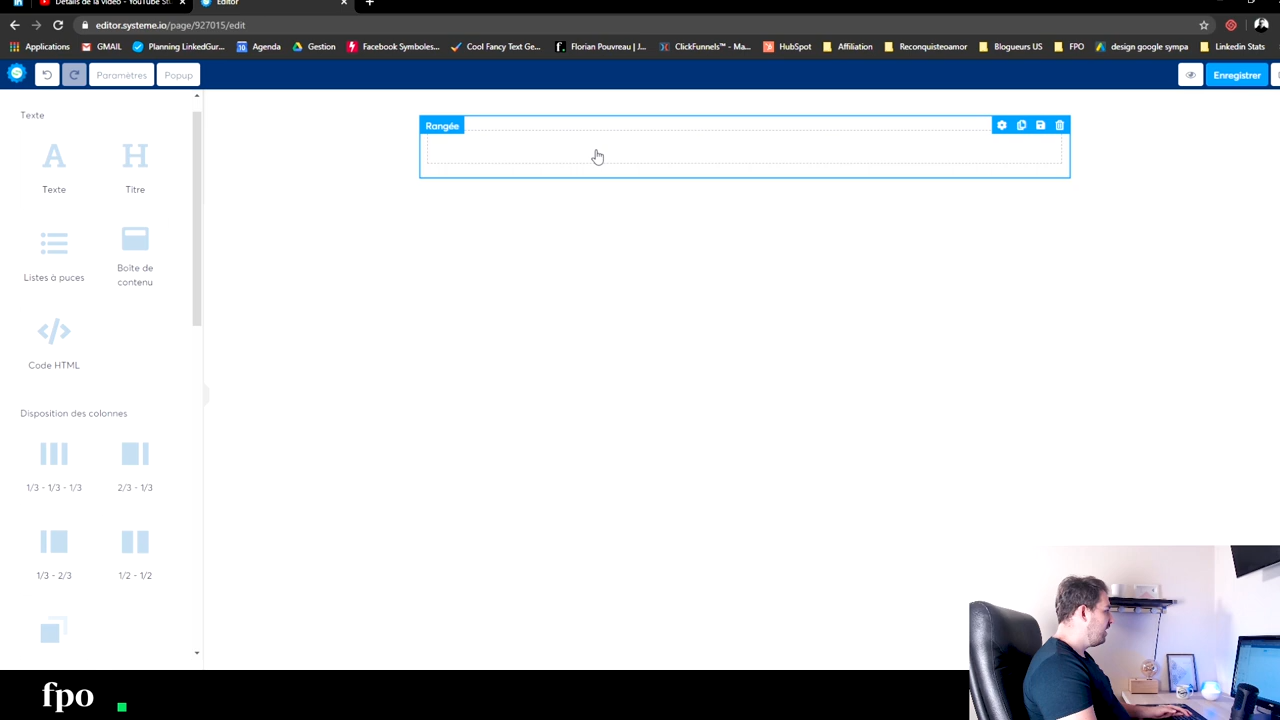 Détails de la vidéo - YouTube St
Editor
editor.systeme.io/page/927015/edit
Applications
GMAIL
Planning LinkedGur...
Agenda
Gestion
Facebook Symboles...
Cool Fancy Text Ge...
Florian Pouvreau | J...
ClickFunnels™ - Ma...
HubSpot
Affiliation
Reconquisteamor
Blogueurs US
FPO
design google sympa
Linkedin Stats
Paramètres
Popup
Enregistrer
Texte
Texte
Titre
Listes à puces
Boîte de
contenu
Code HTML
Disposition des colonnes
1/3 - 1/3 - 1/3
2/3 - 1/3
1/3 - 2/3
1/2 - 1/2
Rangée
fpo